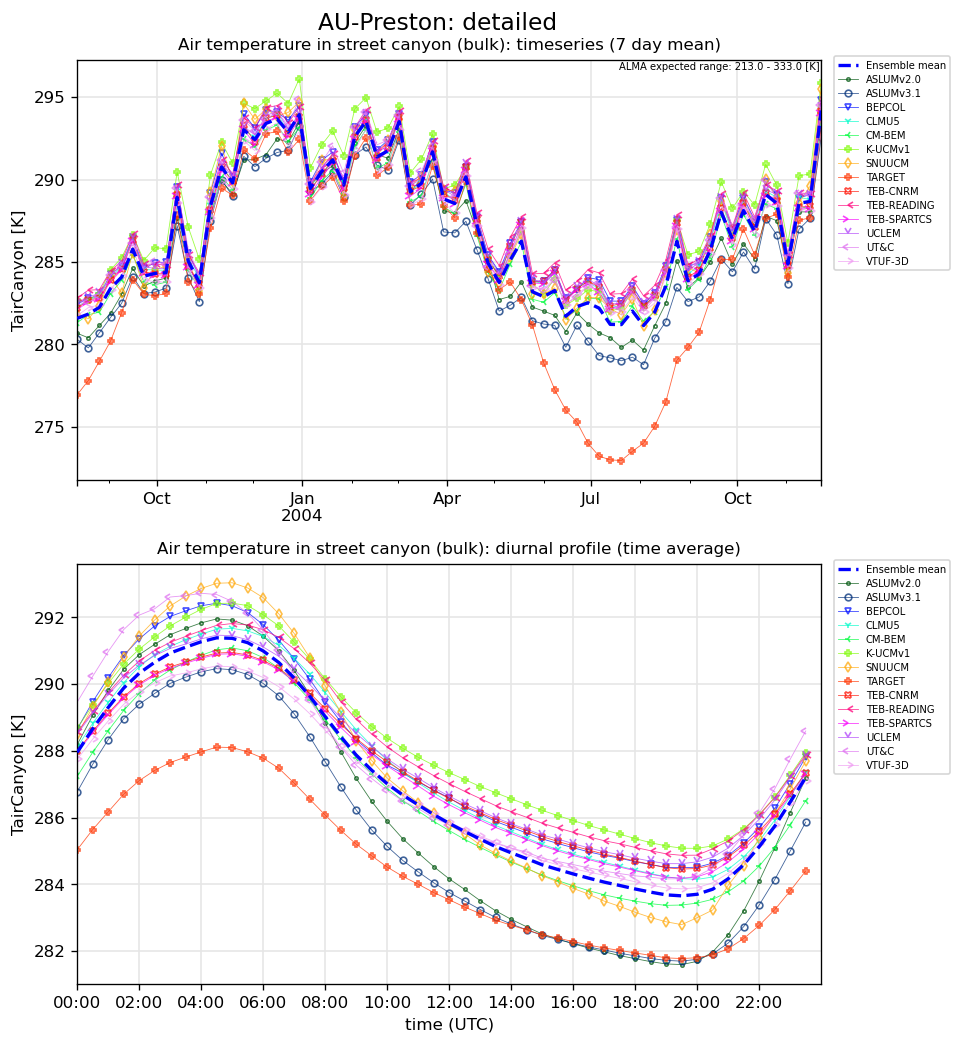 AU-Preston: detailed
Air temperature in street canyon (bulk): timeseries (7 day mean)
ALMA expected range: 213.0 - 333.0 [K]
TairCanyon [K]
295
290
285
280
275
Oct
Jan
2004
Apr
Jul
Oct
Ensemble mean
ASLUMv2.0
ASLUMv3.1
BEPCOL
CLMU5
CM-BEM
K-UCMv1
SNUUCM
TARGET
TEB-CNRM
TEB-READING
TEB-SPARTCS
UCLEM
UT&C
VTUF-3D
Air temperature in street canyon (bulk): diurnal profile (time average)
TairCanyon [K]
292
290
288
286
284
282
00:00
02:00
04:00
06:00
08:00
10:00
12:00
14:00
16:00
18:00
20:00
22:00
time (UTC)
Ensemble mean
ASLUMv2.0
ASLUMv3.1
BEPCOL
CLMU5
CM-BEM
K-UCMv1
SNUUCM
TARGET
TEB-CNRM
TEB-READING
TEB-SPARTCS
UCLEM
UT&C
VTUF-3D